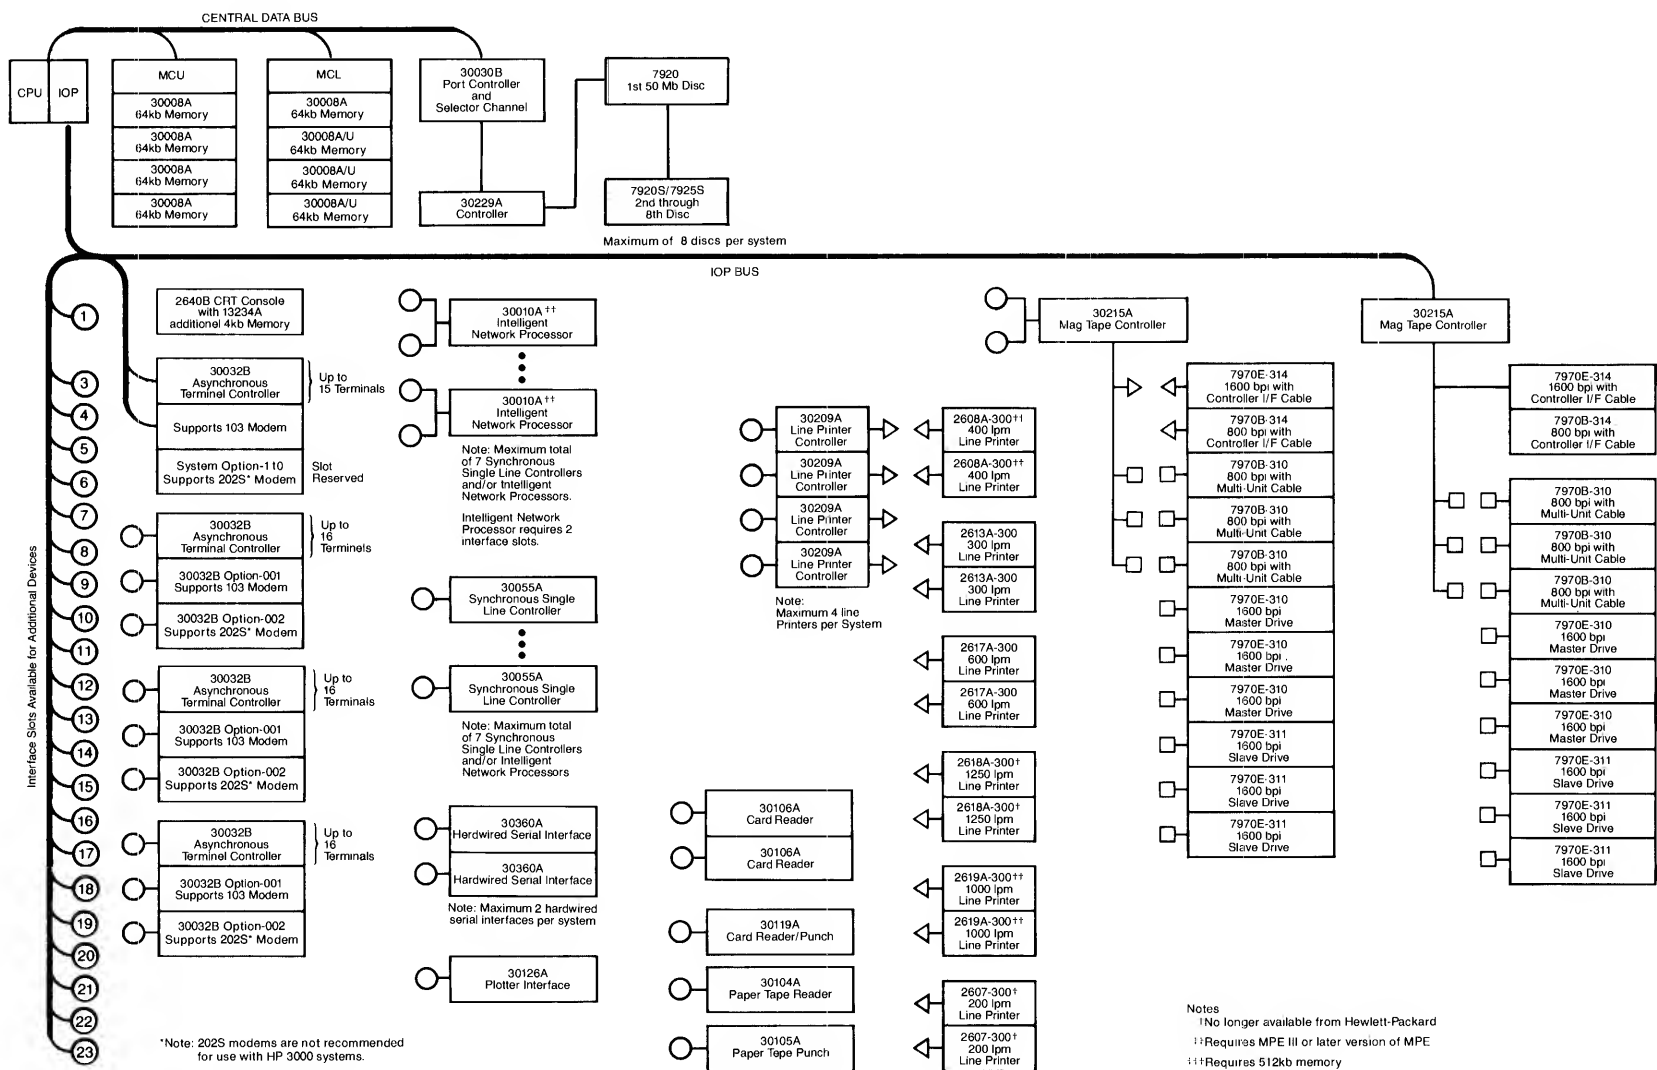 CENTRAL DATA BUS
CPU
IOP
MCU
30008A
64kb Memory
30008A
64kb Memory
30008A
64kb Memory
30008A
64kb Memory
MCL
30008A
64kb Memory
30008A/U
64kb Memory
30008A/U
64kb Memory
30008A/U
64kb Memory
30030B
Port Controller
and
Selector Channel
30229A
Controller
7920
1st 50 Mb Disc
7920S/7925S
2nd through
8th Disc
Maximum of 8 discs per system
IOP BUS
Interface Slots Available for Additional Devices
1
3
4
5
6
7
8
9
10
11
12
13
14
15
16
17
18
19
20
21
22
23
2640B CRT Console
with 13234A
additionel 4kb Memory
30032B
Asynchronous
Terminel Controller
Up to
15 Terminals
Supports 103 Modem
System Option-110
Supports 202S* Modem
Slot
Reserved
30032B
Asynchronous
Terminal Controller
Up to
16
Terminels
30032B Option-001
Supports 103 Modem
30032B Option-002
Supports 202S* Modem
30032B
Asynchronous
Terminal Controller
Up to
16
Terminals
30032B Option-001
Supports 103 Modem
30032B Option-002
Supports 202S* Modem
30032B
Asynchronous
Terminel Controller
Up to
16
Terminals
30032B Option-001
Supports 103 Modem
30032B Option-002
Supports 202S* Modem
*Note: 202S modems are not recommended
for use with HP 3000 systems.
30010A ††
Intelligent
Network Processor
30010A ††
Intelligent
Network Processor
Note: Maximum total
of 7 Synchronous
Single Line Controllers
and/or Intelligent
Network Processors.
Intelligent Network
Processor requires 2
interface slots.
30055A
Synchronous Single
Line Controller
30055A
Synchronous Single
Line Controller
Note: Maximum total
of 7 Synchronous
Single Line Controllers
and/or Intelligent
Network Processors
30360A
Herdwired Serial Interface
30360A
Hardwired Serial Interface
Note: Maximum 2 hardwired
serial interfaces per system
30126A
Plotter Interface
30209A
Line Printer
Controller
30209A
Line Printer
Controller
30209A
Line Printer
Controller
30209A
Line Printer
Controller
Note:
Maximum 4 line
Printers per System
30106A
Card Reader
30106A
Card Reader
30119A
Card Reader/Punch
30104A
Paper Tape Reader
30105A
Paper Tepe Punch
2608A-300††
400 lpm
Line Printer
2608A-300††
400 lpm
Line Printer
2613A-300
300 lpm
Line Printer
2613A-300
300 lpm
Line Printer
2617A-300
600 lpm
Line Printer
2617A-300
600 lpm
Line Printer
2618A-300†
1250 lpm
Line Printer
2618A-300†
1250 lpm
Line Printer
2619A-300††
1000 lpm
Line Printer
2619A-300††
1000 lpm
Line Printer
2607-300†
200 lpm
Line Printer
2607-300†
200 lpm
Line Printer
30215A
Mag Tape Controller
7970E-314
1600 bpi with
Controller I/F Cable
7970B-314
800 bpi with
Controller I/F Cable
7970B-310
800 bpi with
Multi-Unit Cable
7970B-310
800 bpi with
Multi-Unit Cable
7970B-310
800 bpi with
Multi-Unit Cable
7970E-310
1600 bpi
Master Drive
7970E-310
1600 bpi .
Master Drive
7970E-310
1600 bpi
Master Drive
7970E-311
1600 bpi
Slave Drive
7970E-311
1600 bpi
Slave Drive
7970E-311
1600 bpi
Slave Drive
30215A
Mag Tape Controller
7970E-314
1600 bpi with
Controller I/F Cable
7970B-314
800 bpi with
Controller I/F Cable
7970B-310
800 bpi with
Multi-Unit Cable
7970B-310
800 bpi with
Multi-Unit Cable
7970B-310
800 bpi with
Multi-Unit Cable
7970E-310
1600 bpi
Master Drive
7970E-310
1600 bpi
Master Drive
7970E-310
1600 bpi
Master Drive
7970E-311
1600 bpi
Slave Drive
7970E-311
1600 bpi
Sleve Drive
7970E-311
1600 bpi
Slave Drive
Notes
†No longer available from Hewlett-Packard
††Requires MPE III or later version of MPE
†††Requires 512kb memory